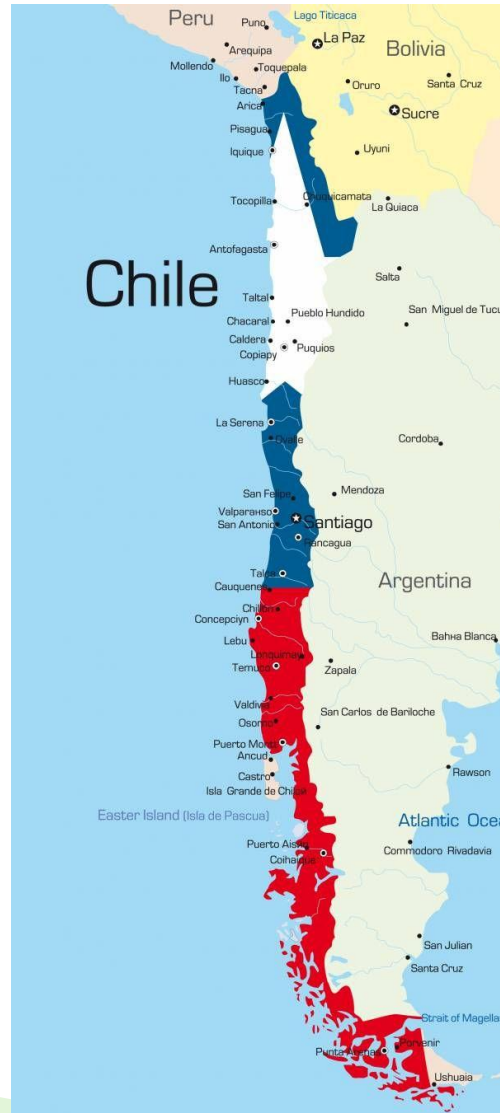 Peru
Puno
Lago Titicaca
La Paz
Arequipa
Bolivia
Mollendo
Toquepala
Ilo
Oruro
Santa Cruz
Tacna
Arica
Sucre
Pisagua
Iquique
Uyuni
Chuquicamata
Tocopilla
La Quiaca
Antofagasta
Chile
Salta
Taltal
San Miguel de Tucu
Chacaral
Pueblo Hundido
Caldera
Puquios
Copiapy
Huasco
La Serena
Ovalle
Cordoba
San Felipe
Mendoza
Valparaнso
San Antonio
Santiago
Rancagua
Talca
Argentina
Cauquenes
Chillon
Concepciyn
Lebu
Bahнa Blanca
Lonquimay
Temuco
Zapala
Valdivia
San Carlos de Bariloche
Osorno
Puerto Montt
Ancud
Rawson
Castro
Isla Grande de Chiloe
Easter Island (Isla de Pascua)
Atlantic Ocea
Puerto Aisйn
Commodoro Rivadavia
Coihaique
San Julian
Santa Cruz
Strait of Magella
Porvenir
Punta Arenas
Ushuaia